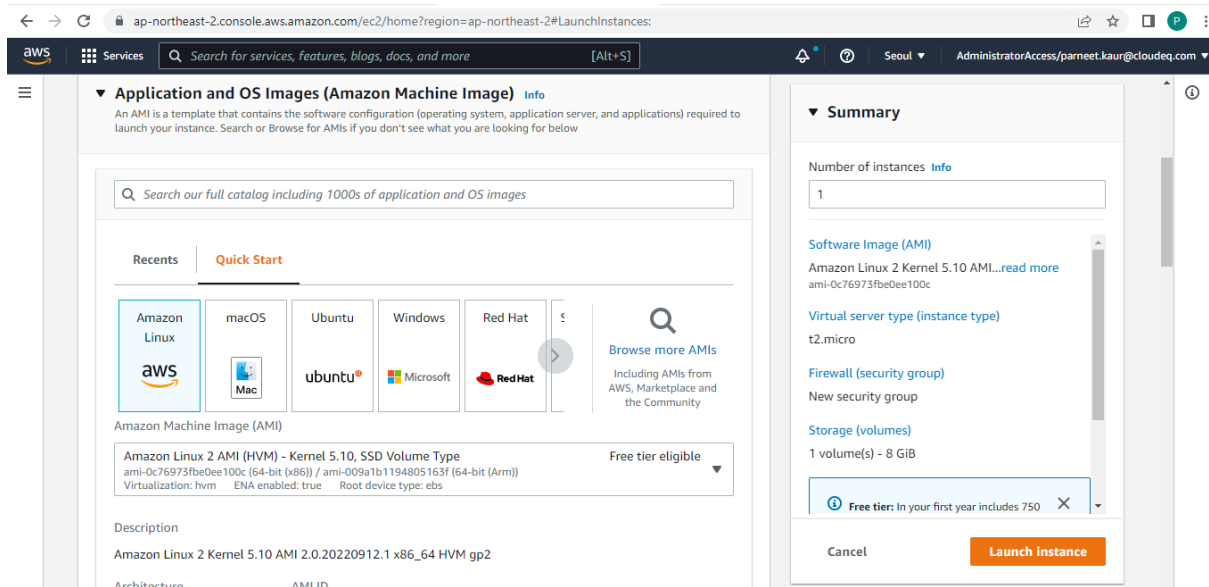 ap-northeast-2.console.aws.amazon.com/ec2/home?region=ap-northeast-2#LaunchInstances:
P
aws
Services
Search for services, features, blogs, docs, and more
[Alt+S]
Seoul
AdministratorAccess/parneet.kaur@cloudeq.com
Application and OS Images (Amazon Machine Image) Info
An AMI is a template that contains the software configuration (operating system, application server, and applications) required to
launch your instance. Search or Browse for AMIs if you don't see what you are looking for below
Search our full catalog including 1000s of application and OS images
Recents
Quick Start
Amazon
Linux
aws
macOS
Mac
Ubuntu
ubuntu
Windows
Microsoft
Red Hat
Red Hat
Browse more AMIs
Including AMIs from
AWS, Marketplace and
the Community
Amazon Machine Image (AMI)
Amazon Linux 2 AMI (HVM) - Kernel 5.10, SSD Volume Type
Free tier eligible
ami-0c76973fbe0ee100c (64-bit (x86)) / ami-009a1b1194805163f (64-bit (Arm))
Virtualization: hvm ENA enabled: true Root device type: ebs
Description
Amazon Linux 2 Kernel 5.10 AMI 2.0.20220912.1 x86_64 HVM gp2
Architecture
AMI ID
Summary
Number of instances Info
1
Software Image (AMI)
Amazon Linux 2 Kernel 5.10 AMI...read more
ami-0c76973fbe0ee100c
Virtual server type (instance type)
t2.micro
Firewall (security group)
New security group
Storage (volumes)
1 volume(s) - 8 GiB
Free tier: In your first year includes 750
Cancel
Launch instance